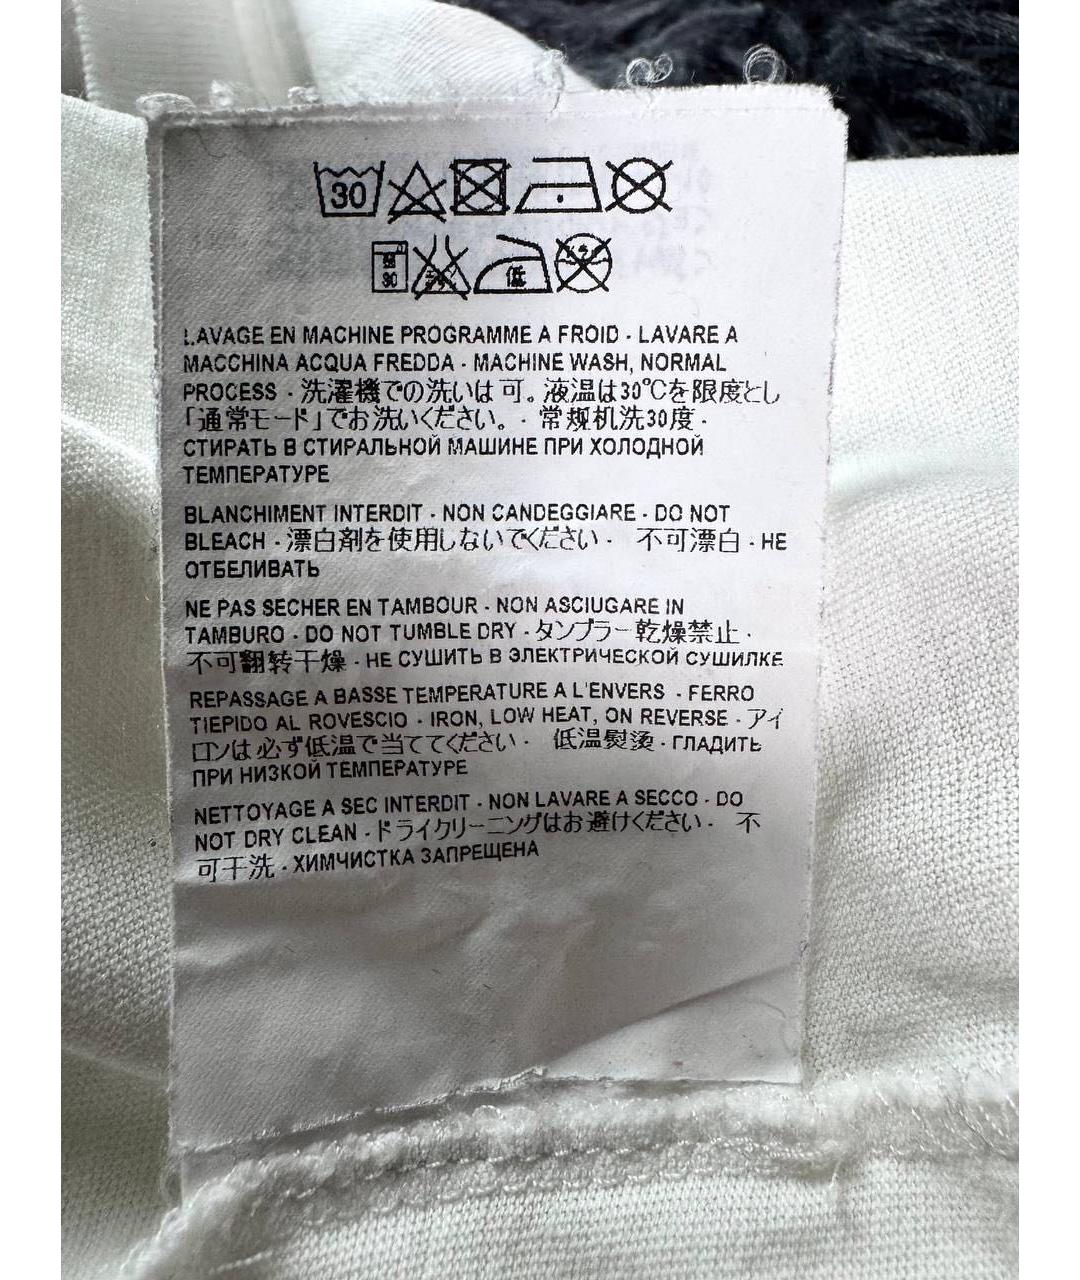 30
30
低
LAVAGE EN MACHINE PROGRAMME A FROID - LAVARE A
MACCHINA ACQUA FREDDA - MACHINE WASH, NORMAL
PROCESS - 洗濯機での洗いは可。液温は30℃を限度とし
「通常モード」でお洗いください。 - 常规机洗30度 -
СТИРАТЬ В СТИРАЛЬНОЙ МАШИНЕ ПРИ ХОЛОДНОЙ
ТЕМПЕРАТУРЕ
BLANCHIMENT INTERDIT - NON CANDEGGIARE - DO NOT
BLEACH - 漂白剤を使用しないでください - 不可漂白 - НЕ
ОТБЕЛИВАТЬ
NE PAS SECHER EN TAMBOUR - NON ASCIUGARE IN
TAMBURO - DO NOT TUMBLE DRY - タンブラー乾燥禁止 -
不可翻转干燥 - НЕ СУШИТЬ В ЭЛЕКТРИЧЕСКОЙ СУШИЛКЕ
REPASSAGE A BASSE TEMPERATURE A L'ENVERS - FERRO
TIEPIDO AL ROVESCIO - IRON, LOW HEAT, ON REVERSE - アイ
ロンは必ず低温で当ててください - 低温熨烫 - ГЛАДИТЬ
ПРИ НИЗКОЙ ТЕМПЕРАТУРЕ
NETTOYAGE A SEC INTERDIT - NON LAVARE A SECCO - DO
NOT DRY CLEAN - ドライクリーニングはお避けください - 不
可干洗 - ХИМЧИСТКА ЗАПРЕЩЕНА